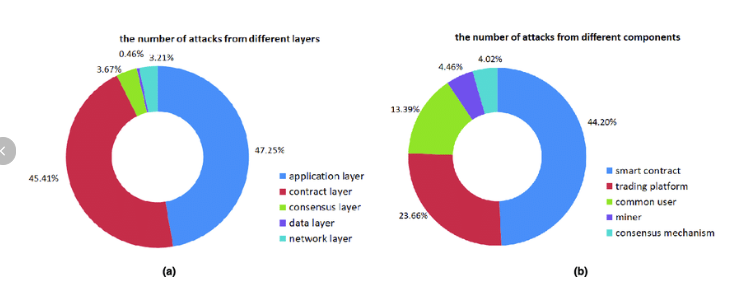 the number of attacks from different layers
0.46%
3.21%
3.67%
47.25%
45.41%
application layer
contract layer
consensus layer
data layer
network layer
(a)
the number of attacks from different components
4.02%
4.46%
13.39%
44.20%
23.66%
smart contract
trading platform
common user
miner
consensus mechanism
(b)